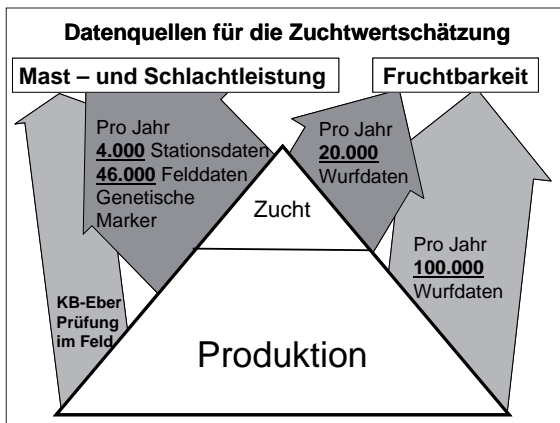 Datenquellen für die Zuchtwertschätzung
Mast – und Schlachtleistung
Fruchtbarkeit
Pro Jahr
4.000 Stationsdaten
46.000 Felddaten
Genetische
Marker
Pro Jahr
20.000
Wurfdaten
Zucht
Pro Jahr
100.000
Wurfdaten
KB-Eber
Prüfung
im Feld
Produktion